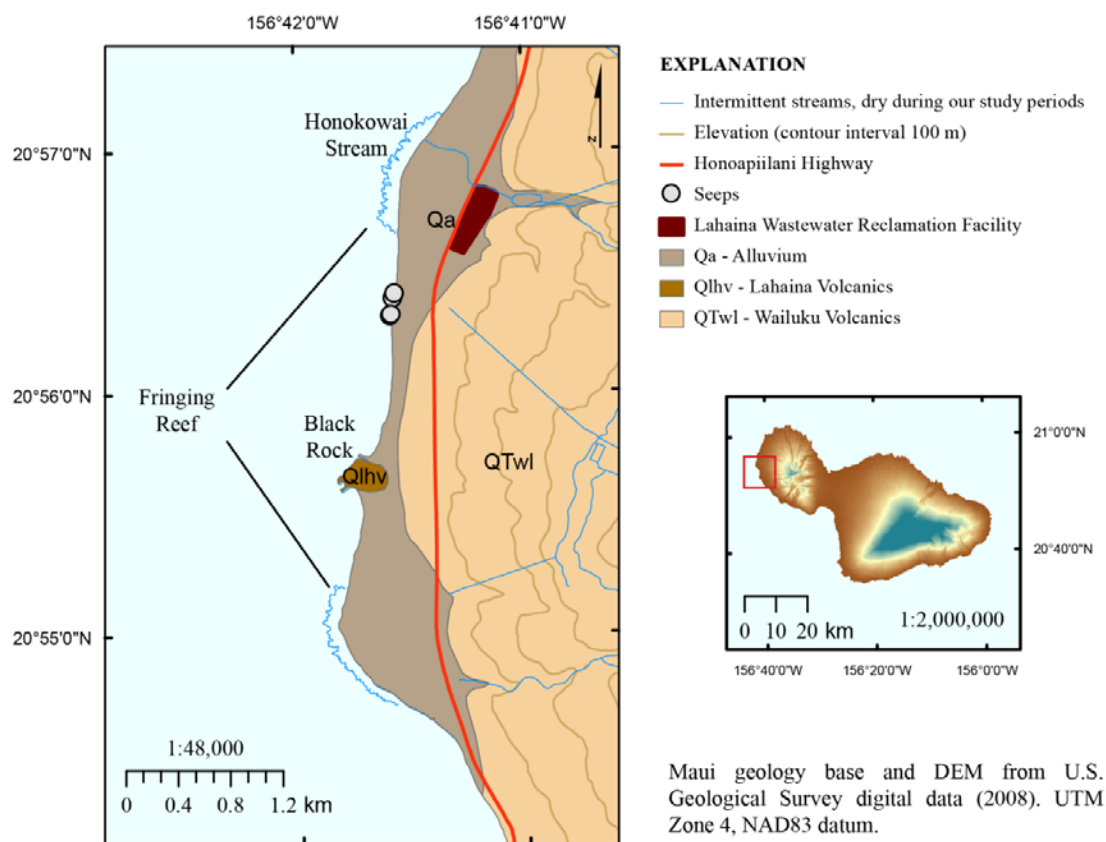 156°42'0"W
156°41'0"W
20°57'0"N
20°56'0"N
20°55'0"N
Honokowai
Stream
N
Qa
Fringing
Reef
Black
Rock
Qlhv
QTwl
1:48,000
0 0.4 0.8 1.2 km
EXPLANATION
Intermittent streams, dry during our study periods
Elevation (contour interval 100 m)
Honoapiilani Highway
Seeps
Lahaina Wastewater Reclamation Facility
Qa - Alluvium
Qlhv - Lahaina Volcanics
QTwl - Wailuku Volcanics
21°0'0"N
20°40'0"N
1:2,000,000
0 10 20 km
156°40'0"W
156°20'0"W
156°0'0"W
Maui geology base and DEM from U.S.
Geological Survey digital data (2008). UTM
Zone 4, NAD83 datum.